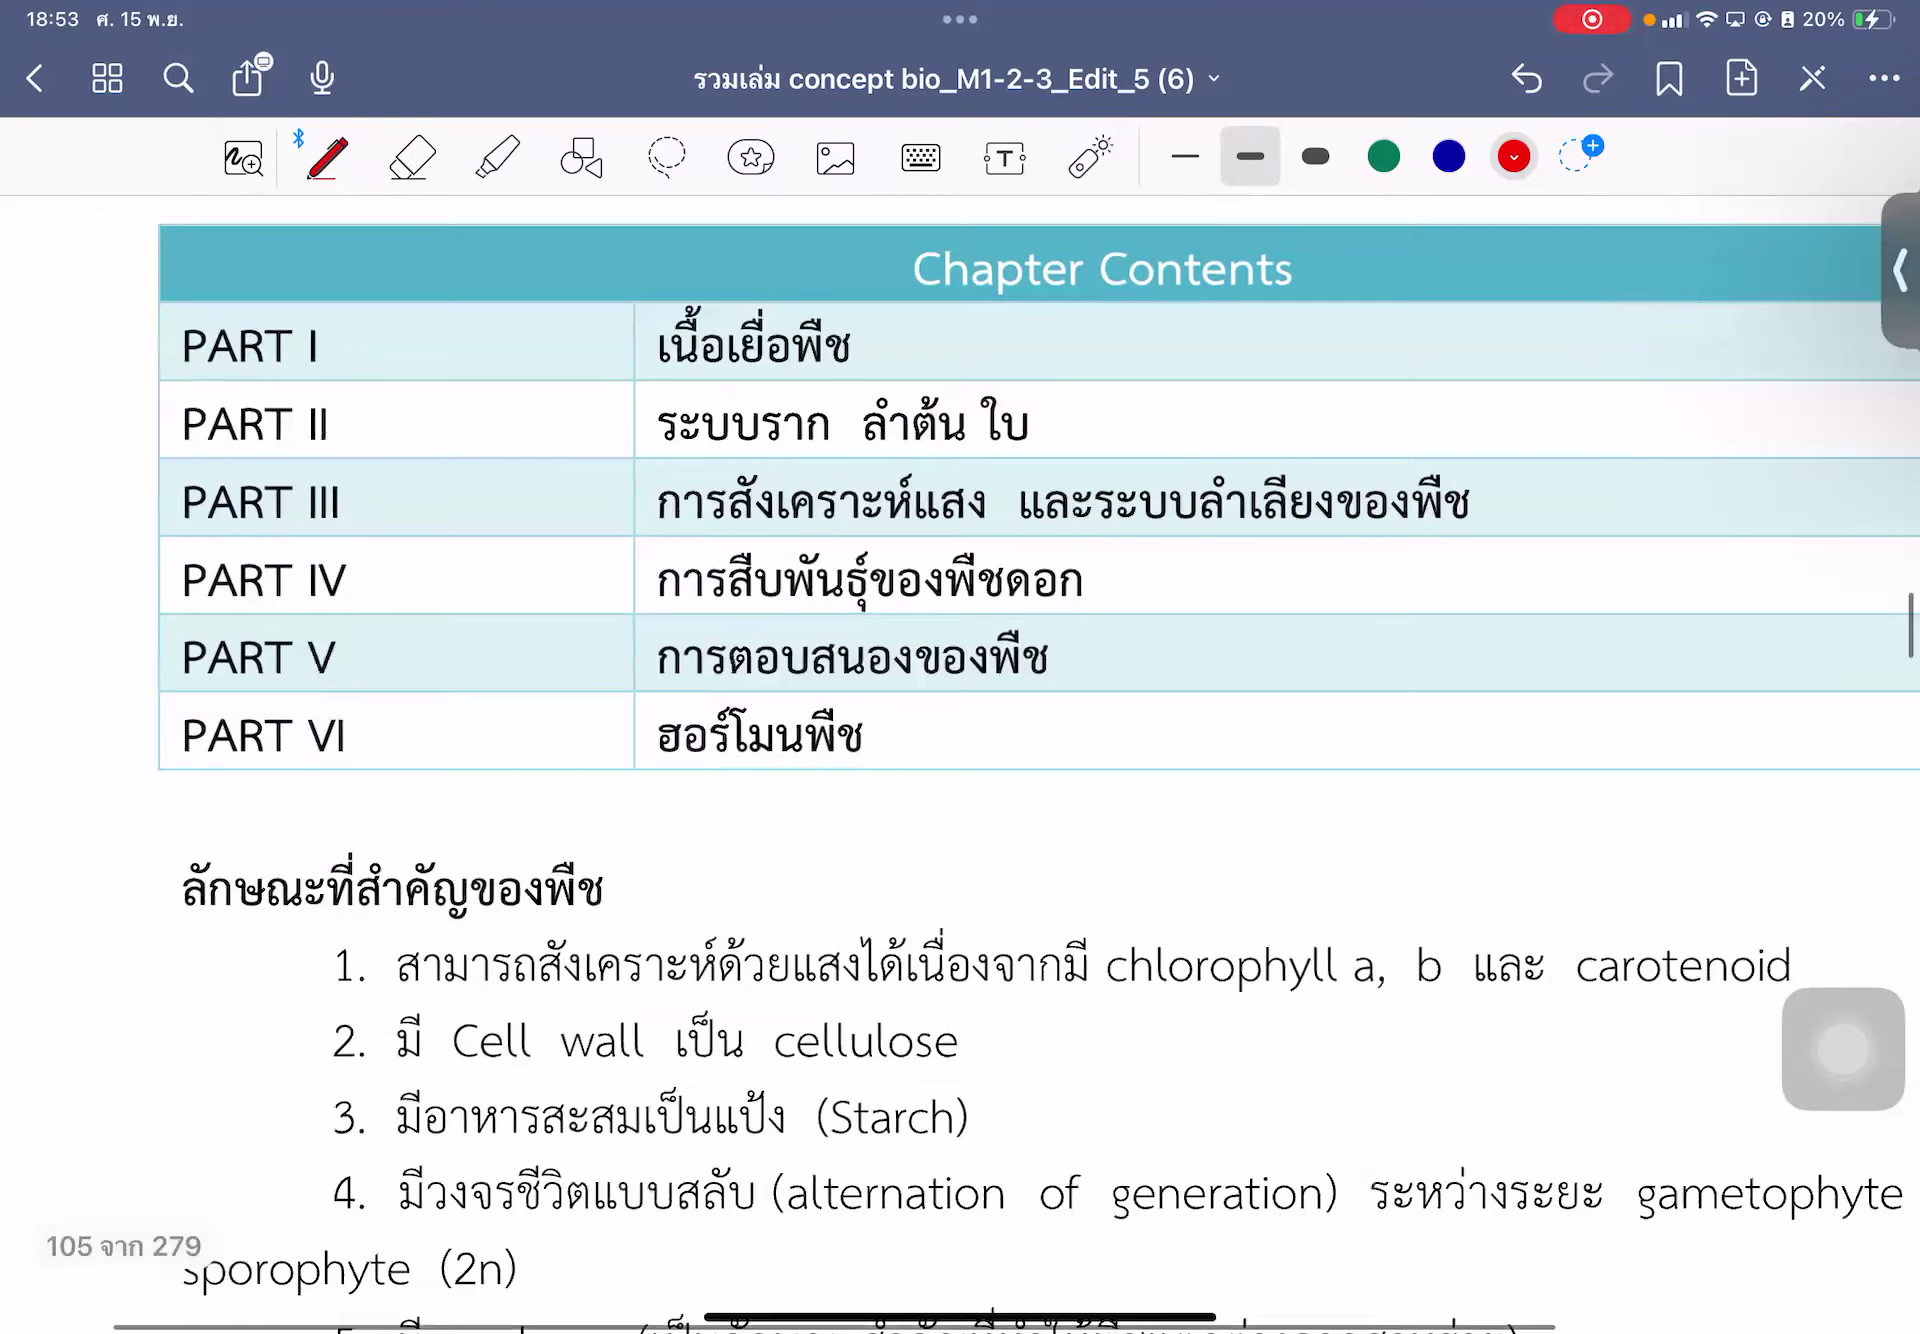 18:53 ศ. 15 พ.ย.
20%
รวมเล่ม concept bio_M1-2-3_Edit_5 (6)
T
Chapter Contents
PART I เนื้อเยื่อพืช
PART II ระบบราก ลำต้น ใบ
PART III การสังเคราะห์แสง และระบบลำเลียงของพืช
PART IV การสืบพันธุ์ของพืชดอก
PART V การตอบสนองของพืช
PART VI ฮอร์โมนพืช
ลักษณะที่สำคัญของพืช
1. สามารถสังเคราะห์ด้วยแสงได้เนื่องจากมี chlorophyll a, b และ carotenoid
2. มี Cell wall เป็น cellulose
3. มีอาหารสะสมเป็นแป้ง (Starch)
4. มีวงจรชีวิตแบบสลับ (alternation of generation) ระหว่างระยะ gametophyte
105 จาก 279
sporophyte (2n)